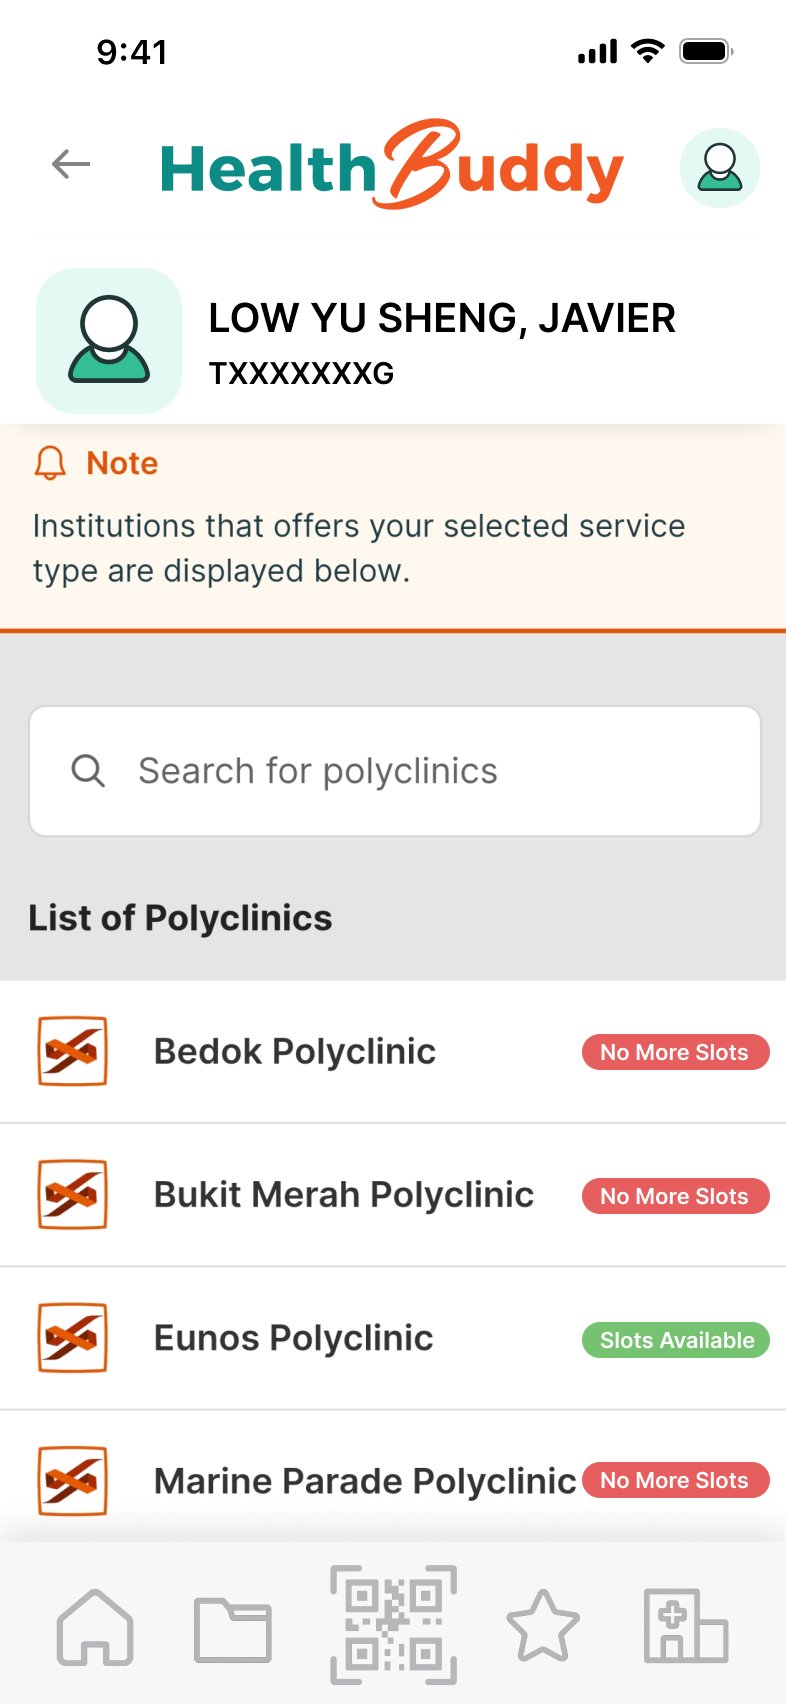 9:41
HealthBuddy
LOW YU SHENG, JAVIER
TXXXXXXXG
Note
Institutions that offers your selected service
type are displayed below.
Search for polyclinics
List of Polyclinics
Bedok Polyclinic No More Slots
Bukit Merah Polyclinic No More Slots
Eunos Polyclinic Slots Available
Marine Parade Polyclinic No More Slots